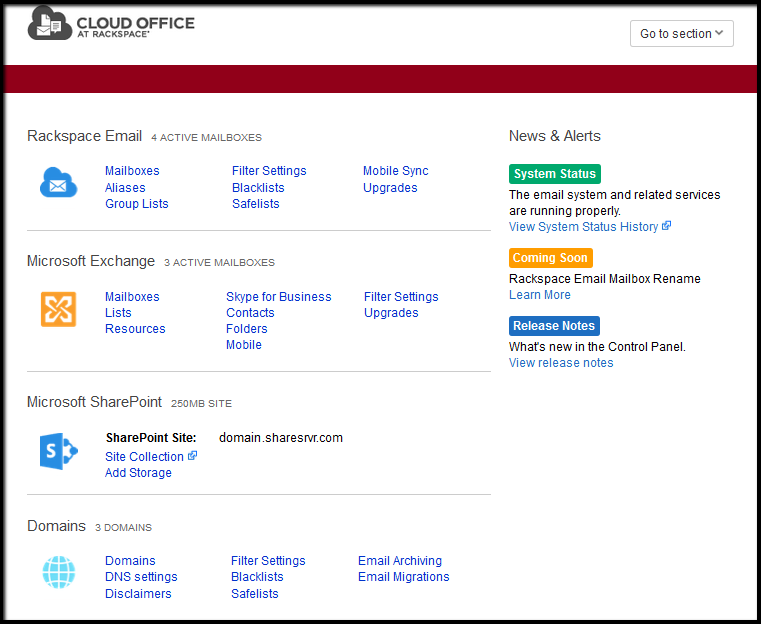 CLOUD OFFICE
AT RACKSPACE®
Go to section
Rackspace Email 4 ACTIVE MAILBOXES
Mailboxes Filter Settings Mobile Sync
Aliases Blacklists Upgrades
Group Lists Safelists
Microsoft Exchange 3 ACTIVE MAILBOXES
Mailboxes Skype for Business Filter Settings
Lists Contacts Upgrades
Resources Folders
Mobile
Microsoft SharePoint 250MB SITE
S
SharePoint Site: domain.sharesrvr.com
Site Collection
Add Storage
Domains 3 DOMAINS
Domains Filter Settings Email Archiving
DNS settings Blacklists Email Migrations
Disclaimers Safelists
News & Alerts
System Status
The email system and related services
are running properly.
View System Status History
Coming Soon
Rackspace Email Mailbox Rename
Learn More
Release Notes
What's new in the Control Panel.
View release notes